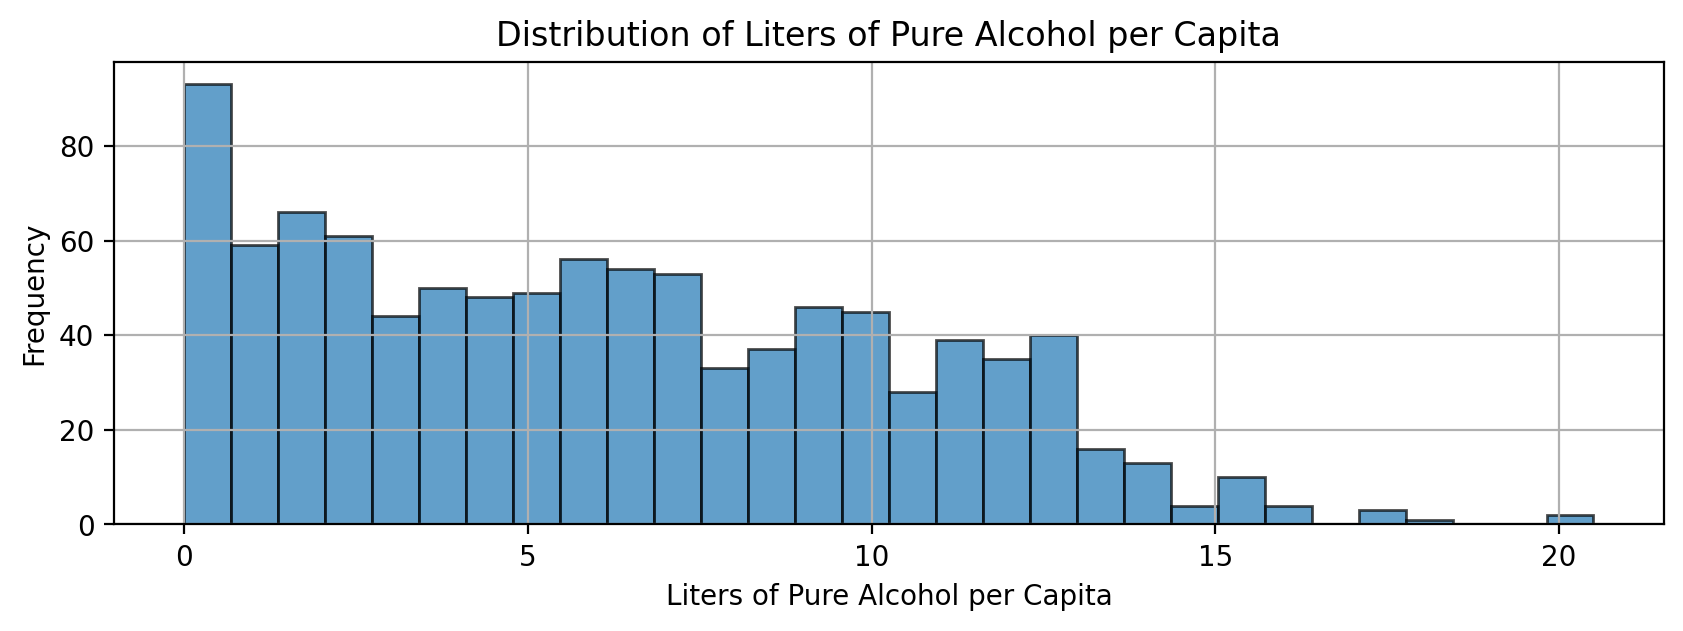 Distribution of Liters of Pure Alcohol per Capita
Frequency
80
60
40
20
0
0 5 10 15 20
Liters of Pure Alcohol per Capita